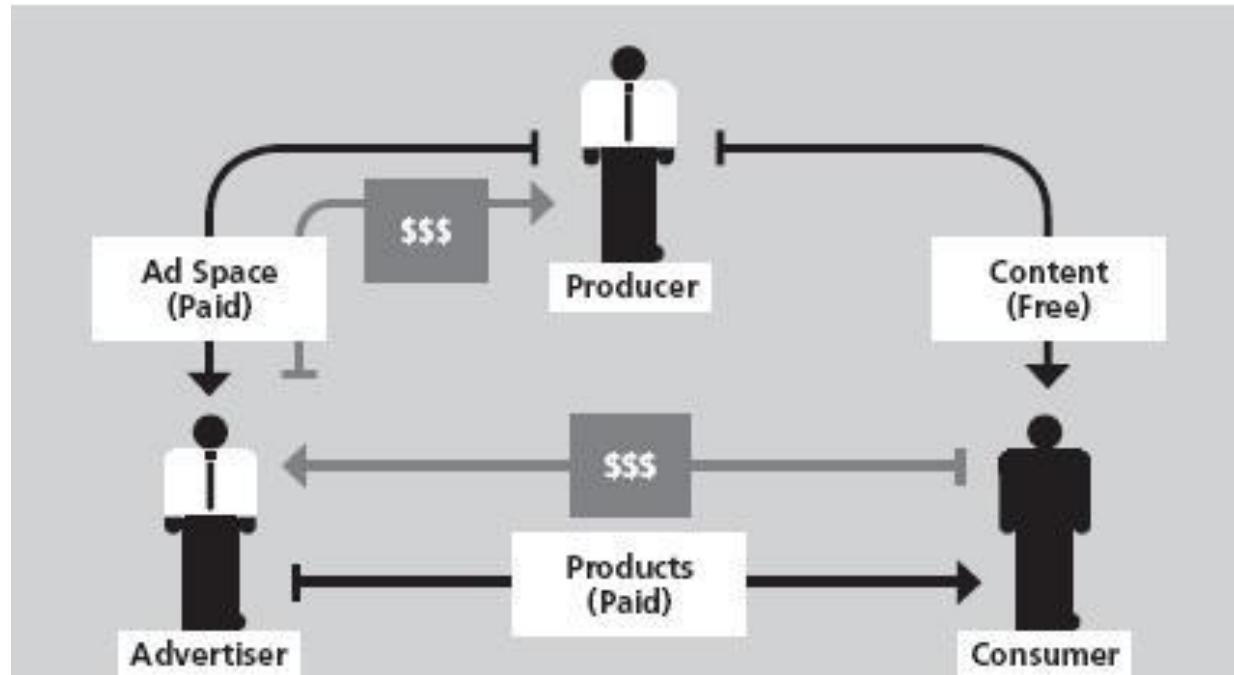 $$$
Ad Space
(Paid)
Producer
Content
(Free)
$$$
Products
(Paid)
Advertiser
Consumer